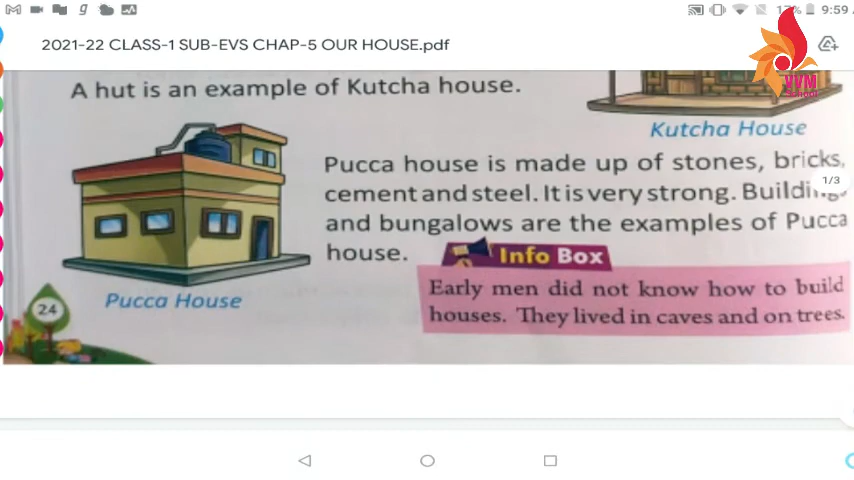 17%
9:59
2021-22 CLASS-1 SUB-EVS CHAP-5 OUR HOUSE.pdf
VVM
A hut is an example of Kutcha house.
Kutcha House
Pucca house is made up of stones, bricks,
1/3
cement and steel. It is very strong. Buildings
and bungalows are the examples of Pucca
house.
Info Box
Early men did not know how to build
houses. They lived in caves and on trees.
Pucca House
24